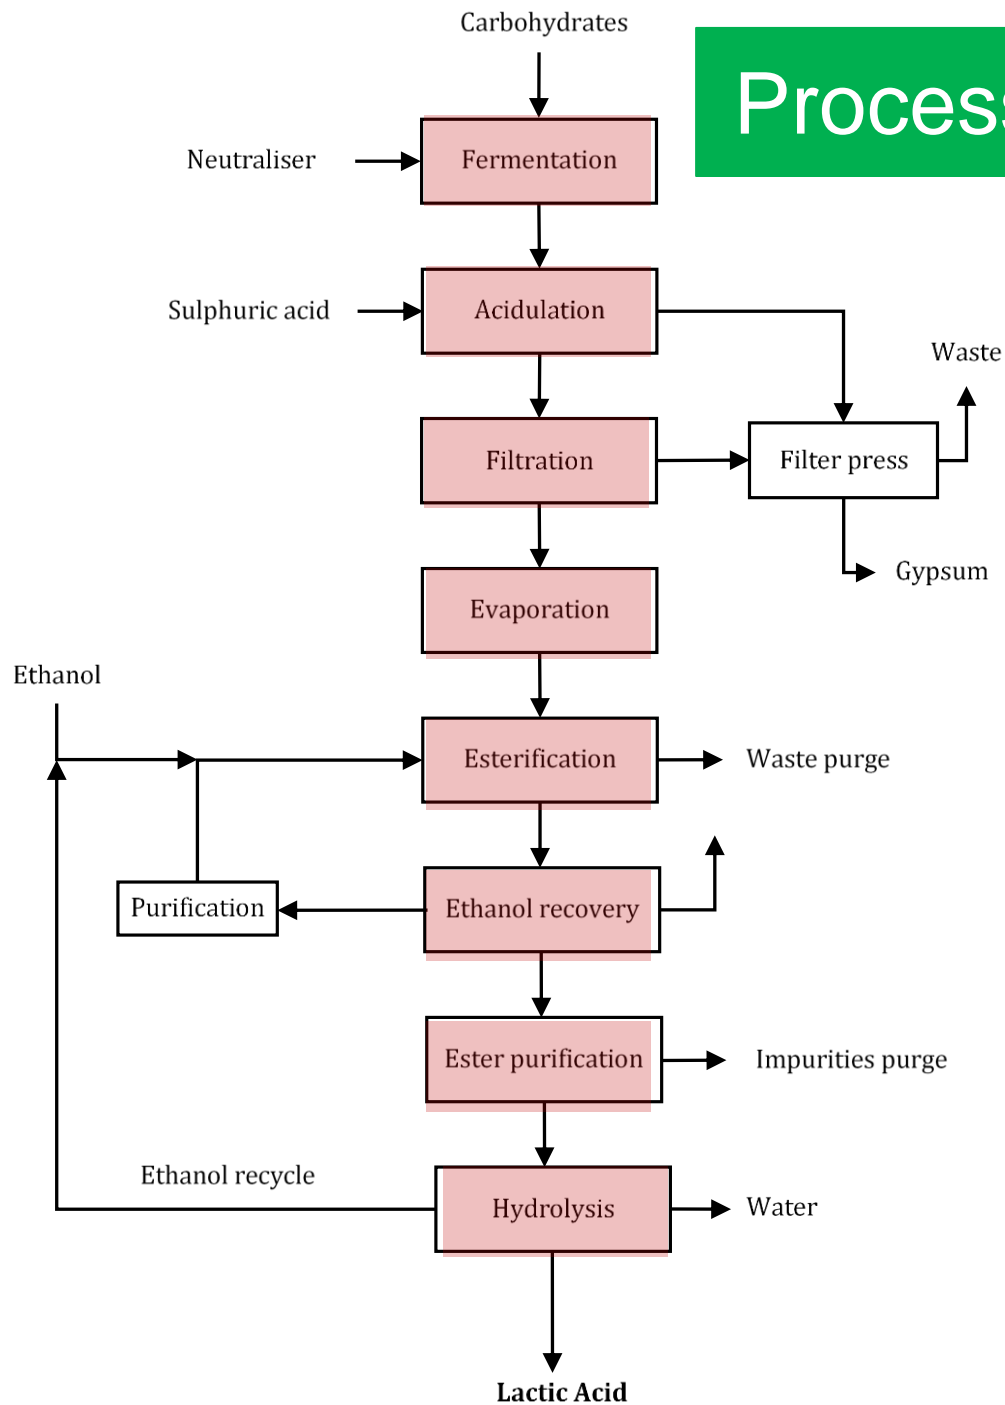 Carbohydrates
Process
Neutraliser
Fermentation
Sulphuric acid
Acidulation
Waste
Filtration
Filter press
Gypsum
Evaporation
Ethanol
Esterification
Waste purge
Purification
Ethanol recovery
Ester purification
Impurities purge
Ethanol recycle
Hydrolysis
Water
Lactic Acid